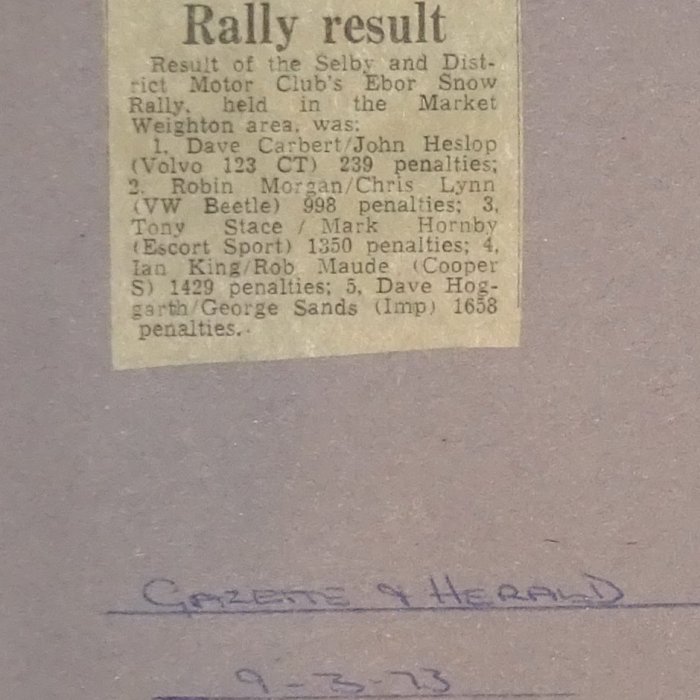 Rally result
Result of the Selby and Dist-
rict Motor Club's Ebor Snow
Rally, held in the Market
Weighton area, was:
1, Dave Carbert/John Heslop
(Volvo 123 CT) 239 penalties;
2. Robin Morgan/Chris Lynn
(VW Beetle) 998 penalties; 3,
Tony Stace / Mark Hornby
(Escort Sport) 1350 penalties; 4,
Ian King/Rob Maude (Cooper
S) 1429 penalties; 5, Dave Hog-
garth/George Sands (Imp) 1658
penalties.
GAZETTE & HERALD
9-3-73